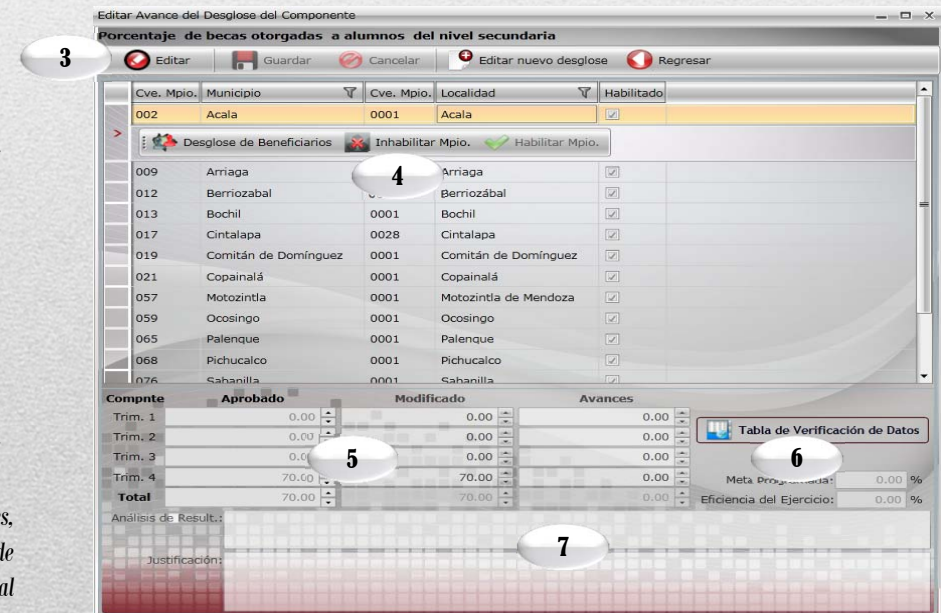 Editar Avance del Desglose del Componente
Porcentaje de becas otorgadas a alumnos del nivel secundaria
3
Editar Guardar Cancelar Editar nuevo desglose Regresar
Cve. Mpio. Municipio Cve. Mpio. Localidad Habilitado
002 Acala 0001 Acala
Desglose de Beneficiarios Inhabilitar Mpio. Habilitar Mpio.
4
009 Arriaga Arriaga
012 Berriozabal Berriozábal
013 Bochil 0001 Bochil
017 Cintalapa 0028 Cintalapa
019 Comitán de Domínguez 0001 Comitán de Domínguez
021 Copainalá 0001 Copainalá
057 Motozintla 0001 Motozintla de Mendoza
059 Ocosingo 0001 Ocosingo
065 Palenque 0001 Palenque
068 Pichucalco 0001 Pichucalco
076 Sabanilla 0001 Sabanilla
Compnte Aprobado Modificado Avances
Trim. 1 0.00 0.00 0.00
Trim. 2 0.00 0.00 0.00
Trim. 3 0.00 0.00
Trim. 4 70.00 70.00 0.00
Total 70.00 70.00 0.00
5
Tabla de Verificación de Datos
6
Meta 0.00 %
Eficiencia del Ejercicio: 0.00 %
Análisis de Result.:
7
Justificación:
de
al